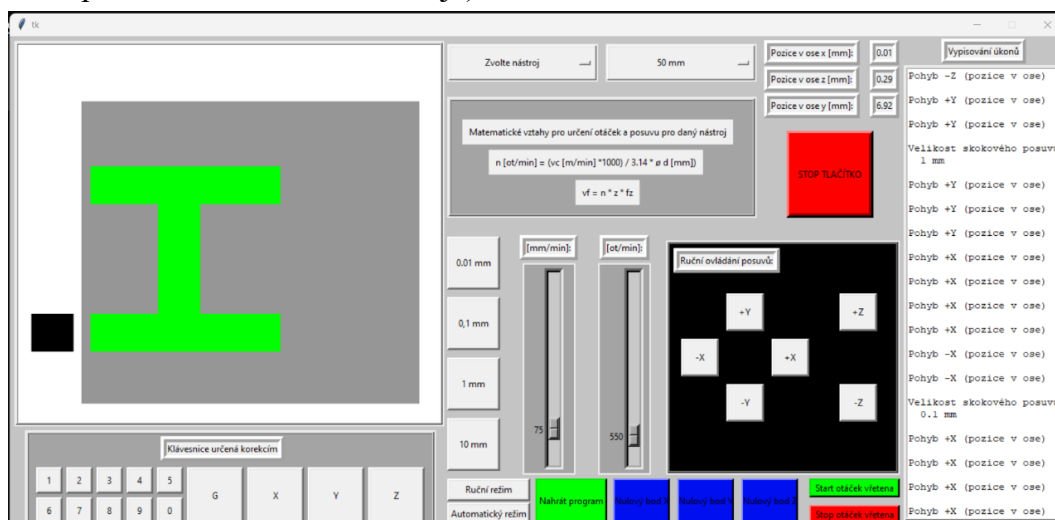 tk
Zvolte nástroj
50 mm
Pozice v ose x [mm]:
0.01
Pozice v ose z [mm]:
0.29
Pozice v ose y [mm]:
6.92
Vypisování úkonů
Matematické vztahy pro určení otáček a posuvu pro daný nástroj
n [ot/min] = (vc [m/min] *1000) / 3.14 * ø d [mm])
vf = n * z * fz
STOP TLAČÍTKO
Pohyb -Z (pozice v ose)
Pohyb +Y (pozice v ose)
Pohyb +Y (pozice v ose)
Velikost skokového posuvu
1 mm
Pohyb +Y (pozice v ose)
Pohyb +Y (pozice v ose)
Pohyb +Y (pozice v ose)
Pohyb +X (pozice v ose)
Pohyb +X (pozice v ose)
Pohyb +X (pozice v ose)
Pohyb +X (pozice v ose)
Pohyb -X (pozice v ose)
Pohyb -X (pozice v ose)
Velikost skokového posuvu
0.1 mm
Pohyb +X (pozice v ose)
Pohyb +X (pozice v ose)
Pohyb +X (pozice v ose)
Pohyb +X (pozice v ose)
0.01 mm
0,1 mm
1 mm
10 mm
[mm/min]:
75
[ot/min]:
550
Ruční ovládání posuvů:
+Y
+Z
-X
+X
-Y
-Z
Klávesnice určená korekcím
1 2 3 4 5
6 7 8 9 0
G X Y Z
Ruční režim
Automatický režim
Nahrát program
Nulový bod X
Nulový bod Y
Nulový bod Z
Start otáček vřetena
Stop otáček vřetena